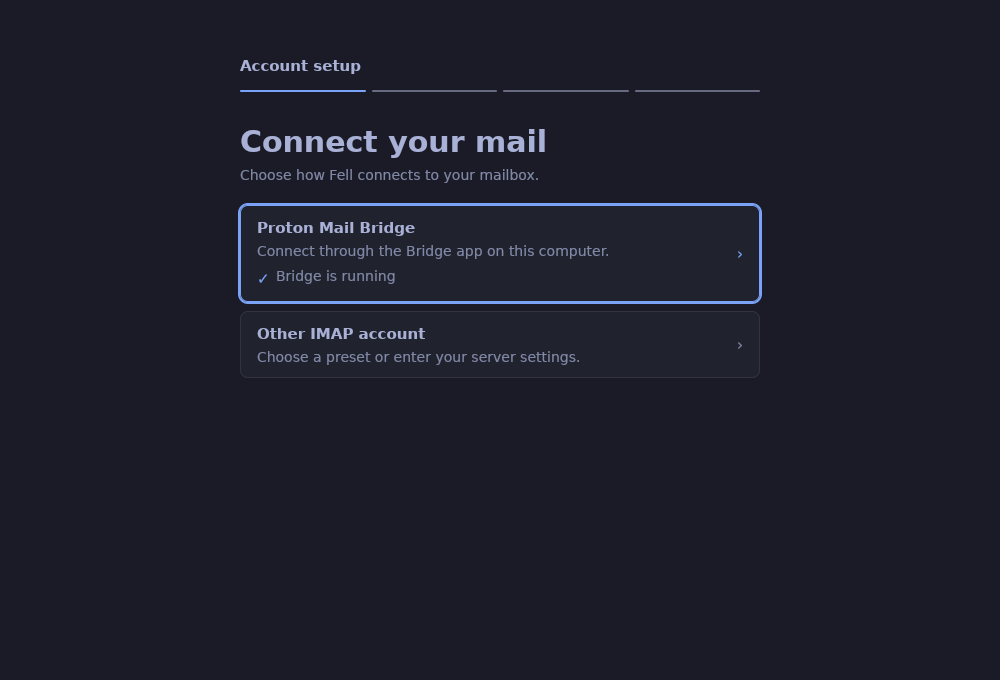 Account setup
Connect your mail
Choose how Fell connects to your mailbox.
Proton Mail Bridge
Connect through the Bridge app on this computer.
✓ Bridge is running
Other IMAP account
Choose a preset or enter your server settings.